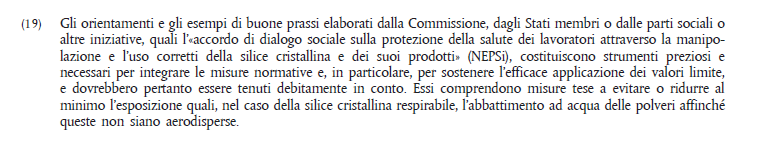 (19) Gli orientamenti e gli esempi di buone prassi elaborati dalla Commissione, dagli Stati membri o dalle parti sociali o
altre iniziative, quali l'«accordo di dialogo sociale sulla protezione della salute dei lavoratori attraverso la manipo-
lazione e l'uso corretti della silice cristallina e dei suoi prodotti» (NEPSi), costituiscono strumenti preziosi e
necessari per integrare le misure normative e, in particolare, per sostenere l'efficace applicazione dei valori limite,
e dovrebbero pertanto essere tenuti debitamente in conto. Essi comprendono misure tese a evitare o ridurre al
minimo l'esposizione quali, nel caso della silice cristallina respirabile, l'abbattimento ad acqua delle polveri affinché
queste non siano aerodisperse.